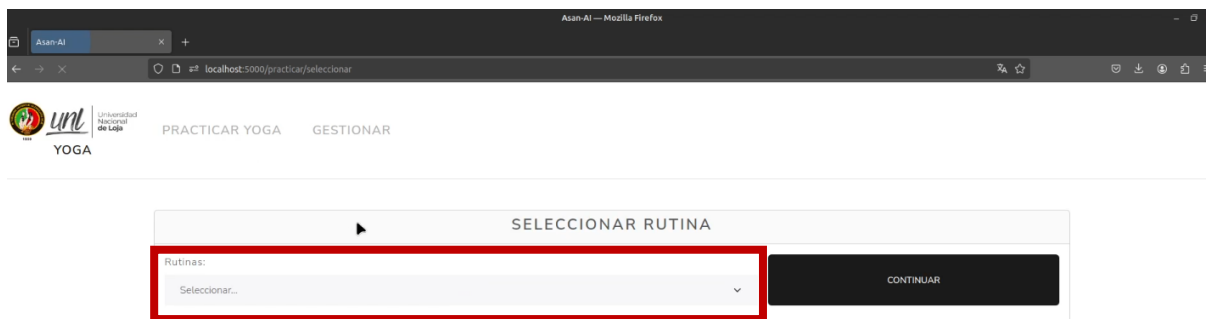 Asan-AI — Mozilla Firefox
Asan-AI
localhost:5000/practicar/seleccionar
unl Universidad
Nacional
de Loja
YOGA
PRACTICAR YOGA GESTIONAR
SELECCIONAR RUTINA
Rutinas:
Seleccionar...
CONTINUAR